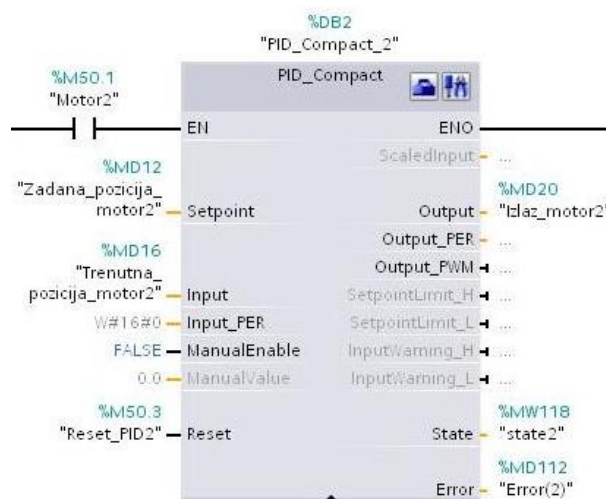 %DB2
"PID_Compact_2"
%M50.1
"Motor2"
PID_Compact
EN
ENO
ScaledInput
...
%MD12
"Zadana_pozicija_
motor2"
Setpoint
Output
%MD20
"Izlaz_motor2"
Output_PER
...
%MD16
"Trenutna_
pozicija_motor2"
Input
Output_PWM
...
SetpointLimit_H
...
W#16#0
Input_PER
SetpointLimit_L
...
FALSE
ManualEnable
InputWarning_H
...
0.0
ManualValue
InputWarning_L
...
%M50.3
"Reset_PID2"
Reset
State
%MW118
"state2"
Error
%MD112
"Error(2)"